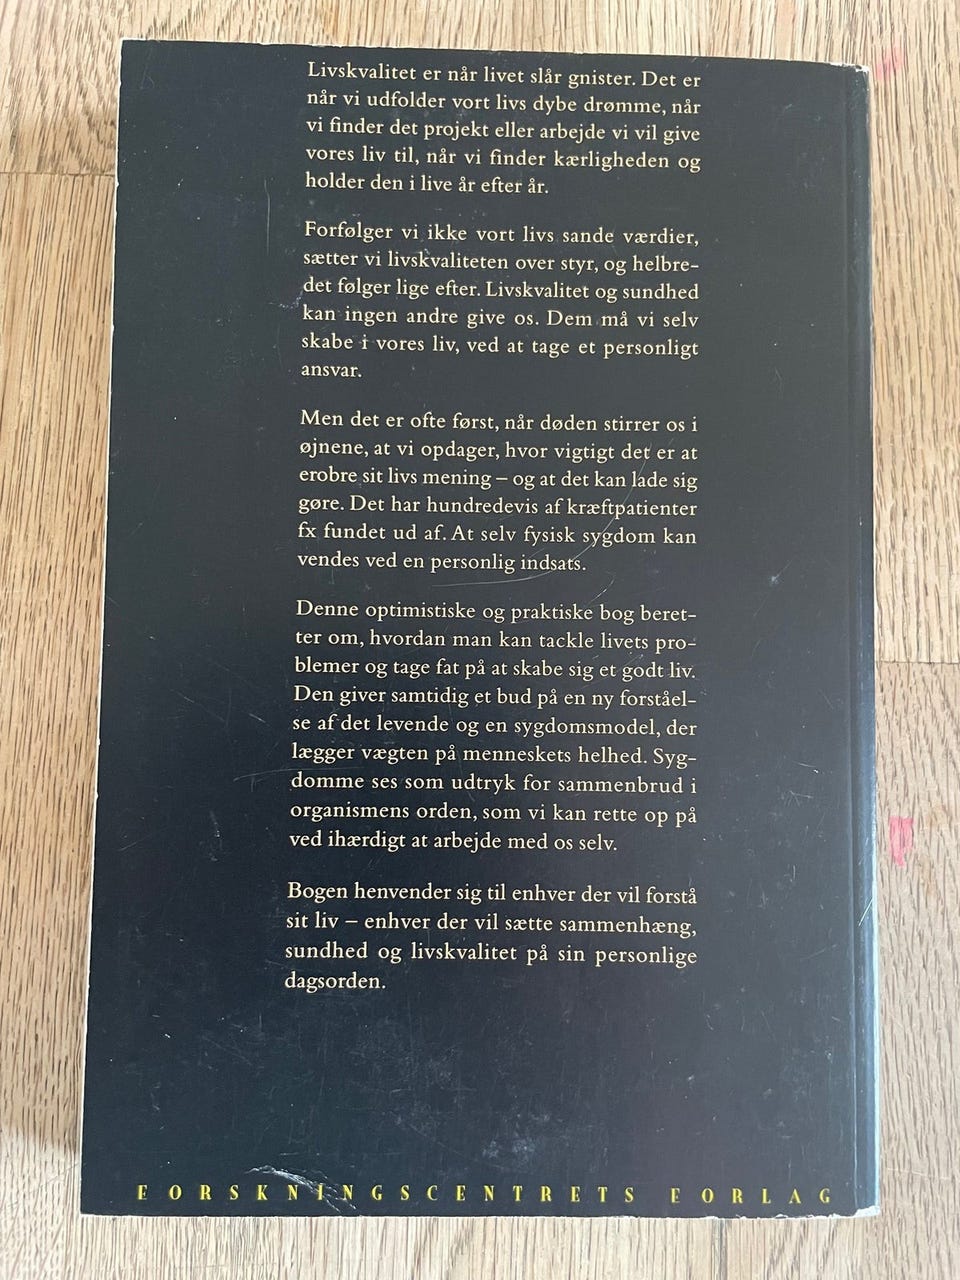 Livskvalitet er når livet slår gnister. Det er
når vi udfolder vort livs dybe drømme, når
vi finder det projekt eller arbejde vi vil give
vores liv til, når vi finder kærligheden og
holder den i live år efter år.
Forfølger vi ikke vort livs sande værdier,
sætter vi livskvaliteten over styr, og helbre-
det følger lige efter. Livskvalitet og sundhed
kan ingen andre give os. Dem må vi selv
skabe i vores liv, ved at tage et personligt
ansvar.
Men det er ofte først, når døden stirrer os i
øjnene, at vi opdager, hvor vigtigt det er at
erobre sit livs mening – og at det kan lade sig
gøre. Det har hundredevis af kræftpatienter
fx fundet ud af. At selv fysisk sygdom kan
vendes ved en personlig indsats.
Denne optimistiske og praktiske bog beret-
ter om, hvordan man kan tackle livets pro-
blemer og tage fat på at skabe sig et godt liv.
Den giver samtidig et bud på en ny forståel-
se af det levende og en sygdomsmodel, der
lægger vægten på menneskets helhed. Syg-
domme ses som udtryk for sammenbrud i
organismens orden, som vi kan rette op på
ved ihærdigt at arbejde med os selv.
Bogen henvender sig til enhver der vil forstå
sit liv – enhver der vil sætte sammenhæng,
sundhed og livskvalitet på sin personlige
dagsorden.
FORSKNINGSCENTRETS FORLAG